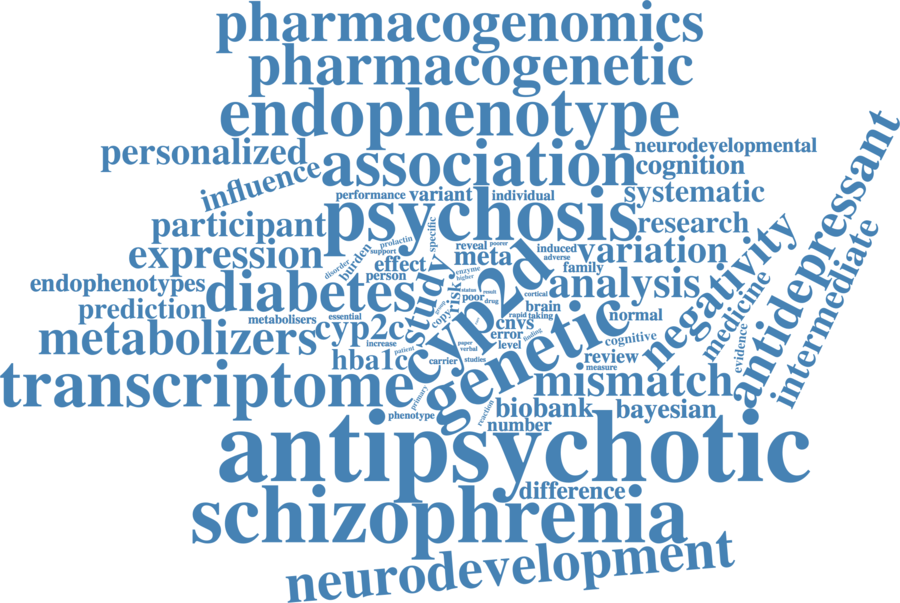 pharmacogenomics
pharmacogenetic
endophenotype
personalized
association
neurodevelopmental
cognition
influence
performance
variant
individual
systematic
antidepressant
participant
psychosis
research
expression
prolactin
support
disorder
burden
specific
reveal
poorer
induced
adverse
variation
negativity
intermediate
endophenotypes
effect
person
meta
family
diabetes
study
risk
enzyme
higher
analysis
medicine
prediction
status
result
poor
drug
cortical
brain
group
copy
cyp2d
rapid
taking
normal
metabolisers
essential
cyp2c
cnvs
error
level
finding
cognitive
evidence
metabolizers
increase
patient
paper
verbal
hba1c
carrier
studies
review
measure
transcriptome
genetic
mismatch
primary
phenotype
reaction
biobank
bayesian
number
antipsychotic
difference
schizophrenia
neurodevelopment